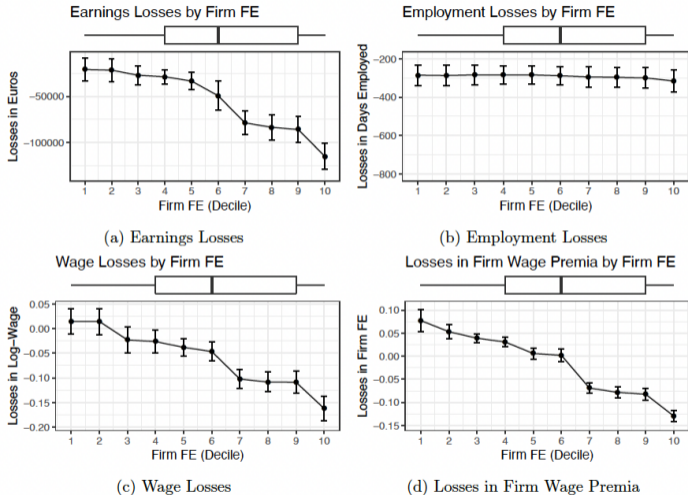 Earnings Losses by Firm FE
Losses in Euros
−50000
−100000
1 2 3 4 5 6 7 8 9 10
Firm FE (Decile)
(a) Earnings Losses
Employment Losses by Firm FE
Losses in Days Employed
−200
−400
−600
−800
1 2 3 4 5 6 7 8 9 10
Firm FE (Decile)
(b) Employment Losses
Wage Losses by Firm FE
Losses in Log−Wage
0.05
0.00
−0.05
−0.10
−0.15
−0.20
1 2 3 4 5 6 7 8 9 10
Firm FE (Decile)
(c) Wage Losses
Losses in Firm Wage Premia by Firm FE
Losses in Firm FE
0.10
0.05
0.00
−0.05
−0.10
−0.15
1 2 3 4 5 6 7 8 9 10
Firm FE (Decile)
(d) Losses in Firm Wage Premia